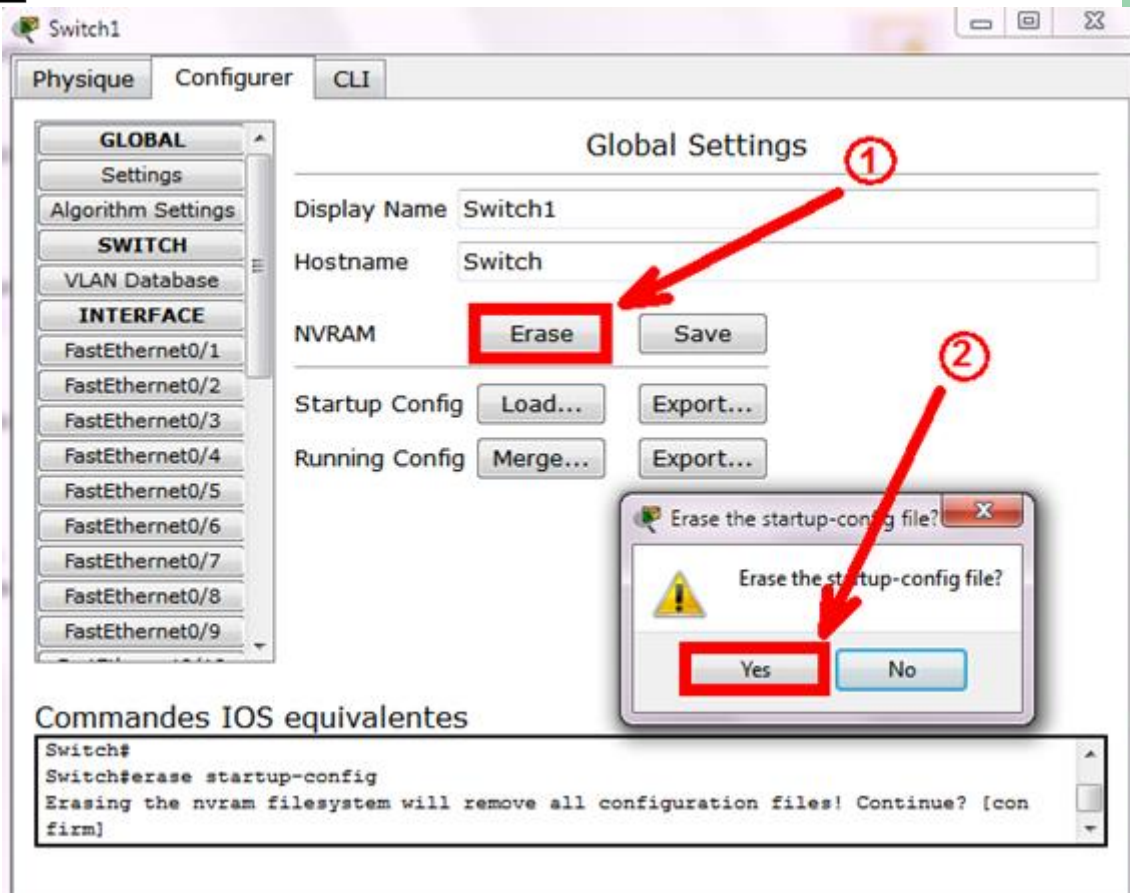 Switch1
Physique Configurer CLI
GLOBAL
Settings
Algorithm Settings
SWITCH
VLAN Database
INTERFACE
FastEthernet0/1
FastEthernet0/2
FastEthernet0/3
FastEthernet0/4
FastEthernet0/5
FastEthernet0/6
FastEthernet0/7
FastEthernet0/8
FastEthernet0/9
Global Settings
1
Display Name Switch1
Hostname Switch
NVRAM Erase Save
2
Startup Config Load... Export...
Running Config Merge... Export...
Erase the startup-config file?
Erase the startup-config file?
Yes No
Commandes IOS equivalentes
Switch#
Switch#erase startup-config
Erasing the nvram filesystem will remove all configuration files! Continue? [con
firm]